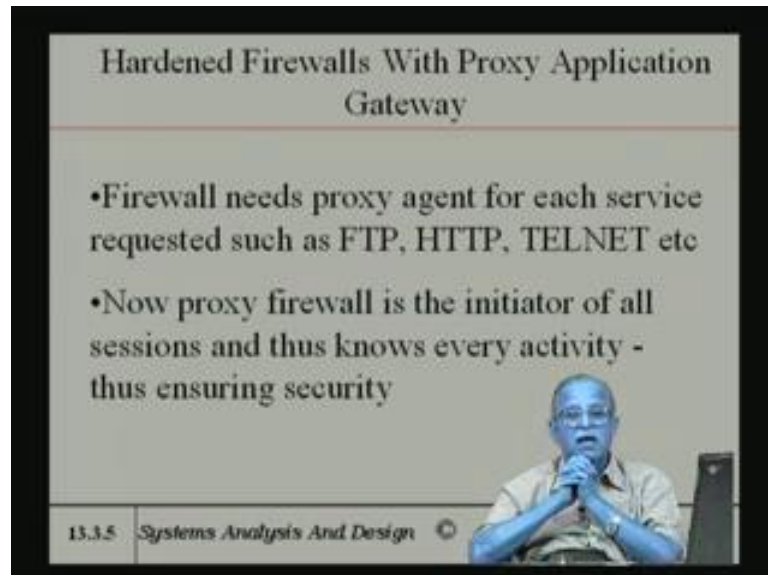 Hardened Firewalls With Proxy Application
Gateway
•Firewall needs proxy agent for each service
requested such as FTP, HTTP, TELNET etc
•Now proxy firewall is the initiator of all
sessions and thus knows every activity -
thus ensuring security
13.3.5 Systems Analysis And Design ©